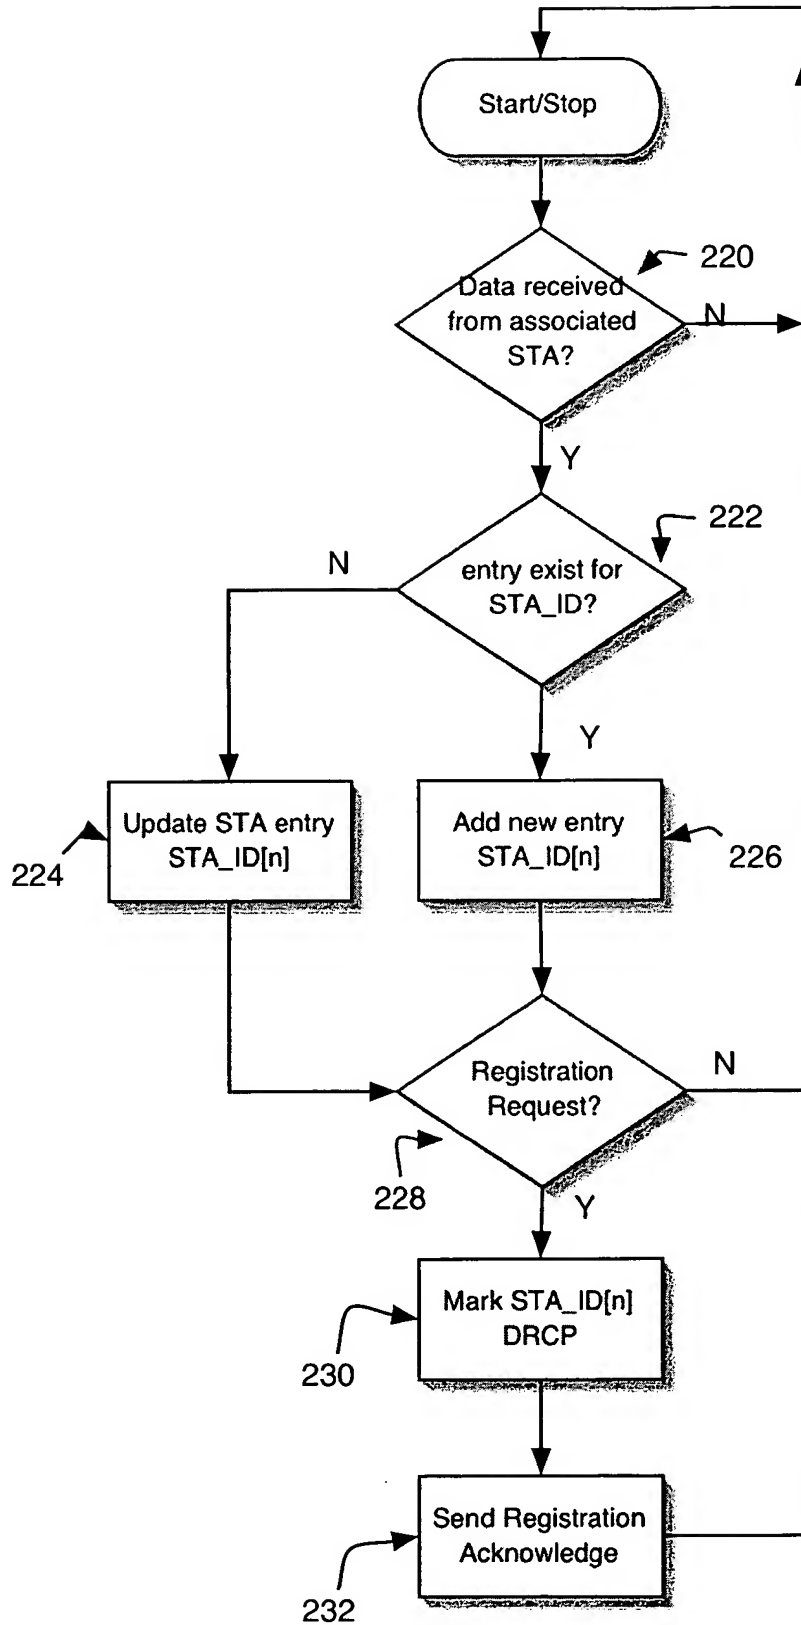 Start/Stop
220
Data received
from associated
STA?
N
Y
222
N
entry exist for
STA_ID?
Y
Update STA entry
STA_ID[n]
224
Add new entry
STA_ID[n]
226
Registration
Request?
N
228
Y
Mark STA_ID[n]
DRCP
230
Send Registration
Acknowledge
232